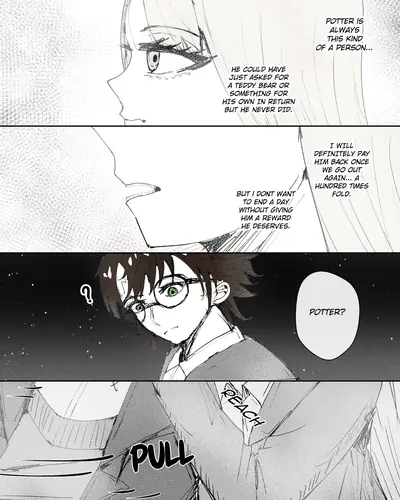 POTTER IS
ALWAYS
THIS KIND
OF A PERSON...
HE COULD HAVE
JUST ASKED FOR
A TEDDY BEAR OR
SOMETHING FOR
HIS OWN IN RETURN
BUT HE NEVER DID.
I WILL
DEFINITELY PAY
HIM BACK ONCE
WE GO OUT
AGAIN... A
HUNDRED TIMES
FOLD.
BUT I DONT WANT
TO END A DAY
WITHOUT GIVING
HIM A REWARD
HE DESERVES.
?
POTTER?
REACH
PULL